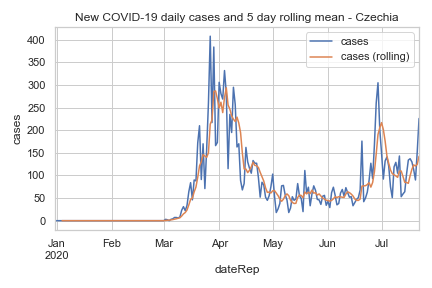 New COVID-19 daily cases and 5 day rolling mean - Czechia
cases
cases (rolling)
400
350
300
250
200
150
100
50
0
cases
Jan
2020
Feb
Mar
Apr
May
Jun
Jul
dateRep